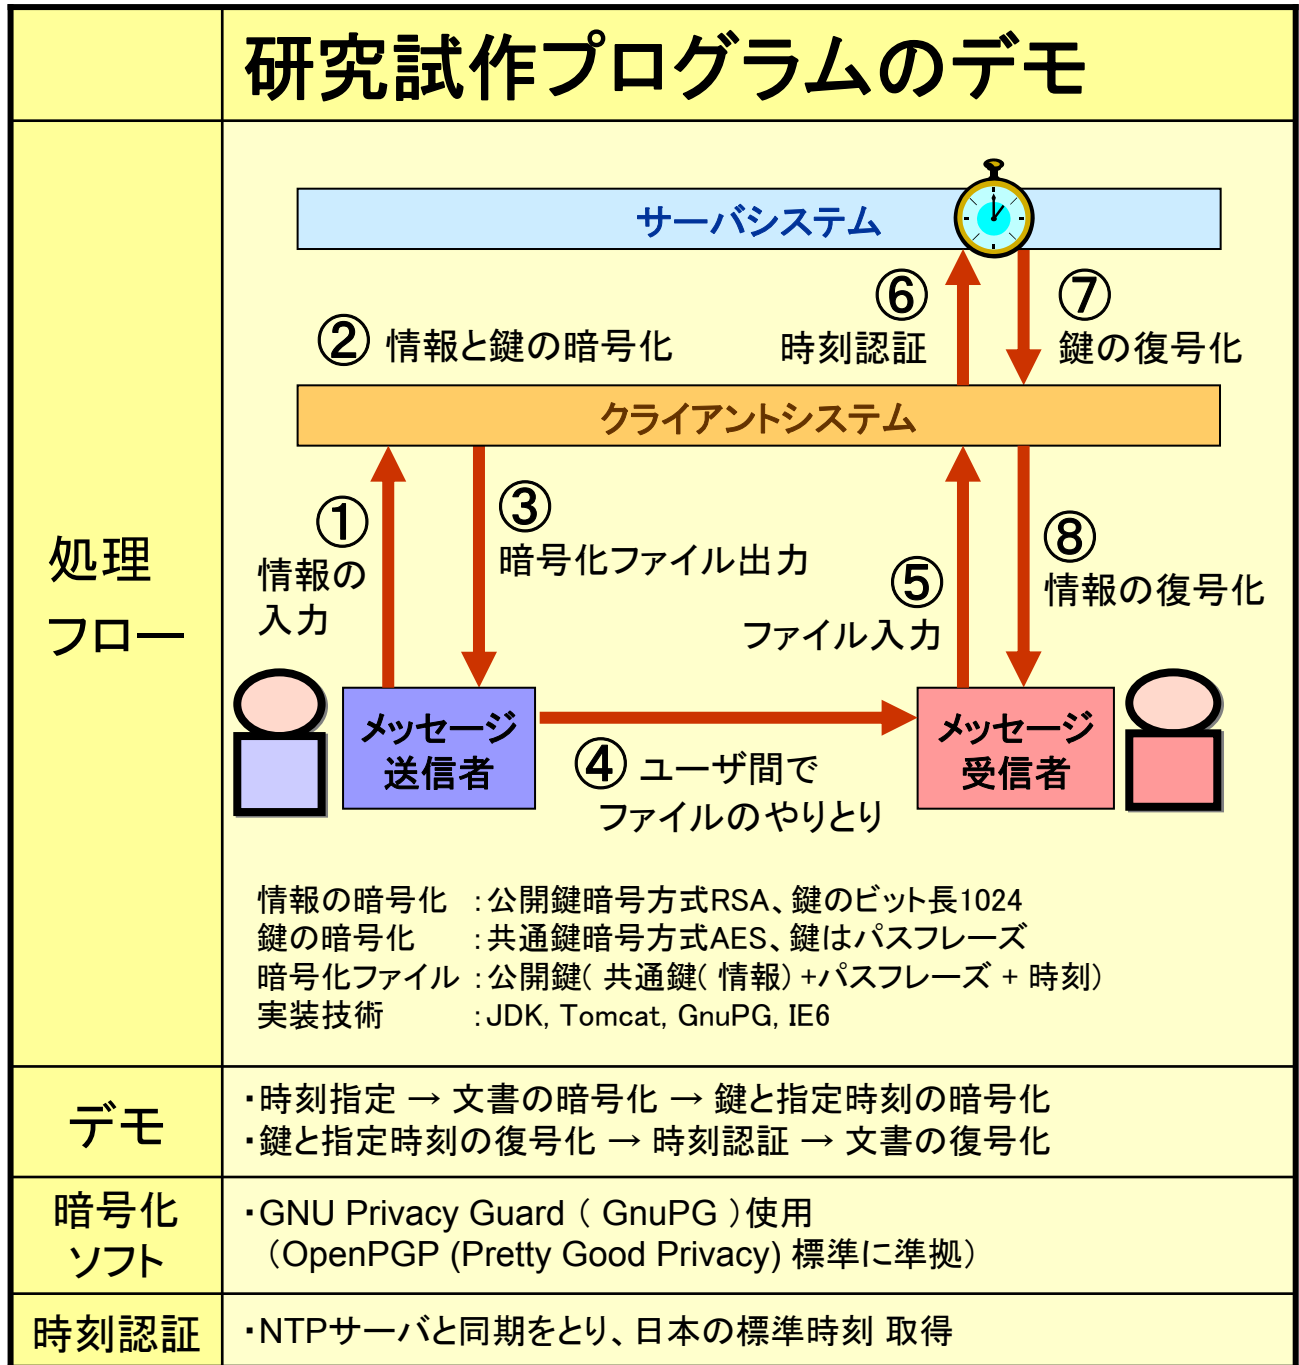 研究試作プログラムのデモ
処理
フロー
サーバシステム
⑥
時刻認証
⑦
鍵の復号化
② 情報と鍵の暗号化
クライアントシステム
①
情報の
入力
③
暗号化ファイル出力
⑤
ファイル入力
⑧
情報の復号化
メッセージ
送信者
④ ユーザ間で
ファイルのやりとり
メッセージ
受信者
情報の暗号化 :公開鍵暗号方式RSA、鍵のビット長1024
鍵の暗号化 :共通鍵暗号方式AES、鍵はパスフレーズ
暗号化ファイル :公開鍵( 共通鍵( 情報) +パスフレーズ + 時刻)
実装技術 :JDK, Tomcat, GnuPG, IE6
デモ
・時刻指定 → 文書の暗号化 → 鍵と指定時刻の暗号化
・鍵と指定時刻の復号化 → 時刻認証 → 文書の復号化
暗号化
ソフト
・GNU Privacy Guard（ GnuPG ）使用
（OpenPGP (Pretty Good Privacy) 標準に準拠）
時刻認証
・NTPサーバと同期をとり、日本の標準時刻 取得